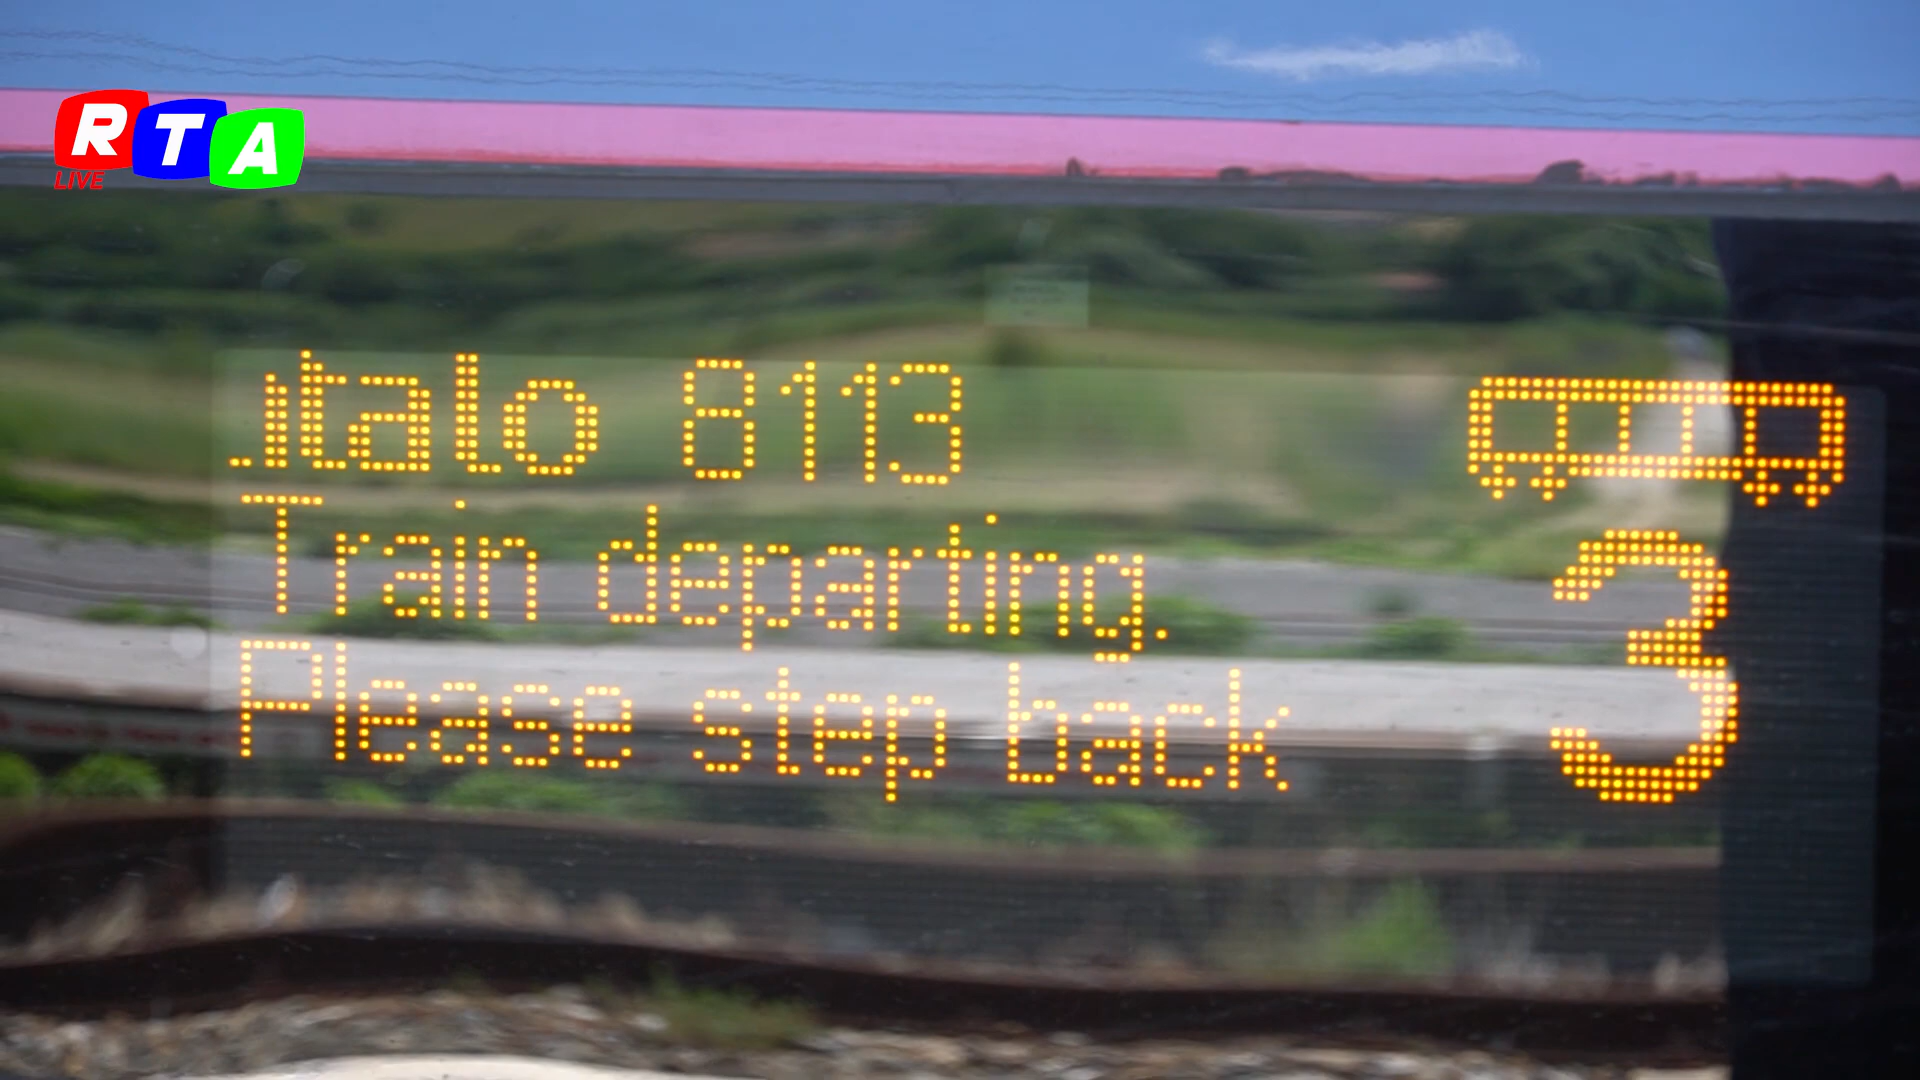 RTA
LIVE
.italo 8113
Train departing.
Please step back
3